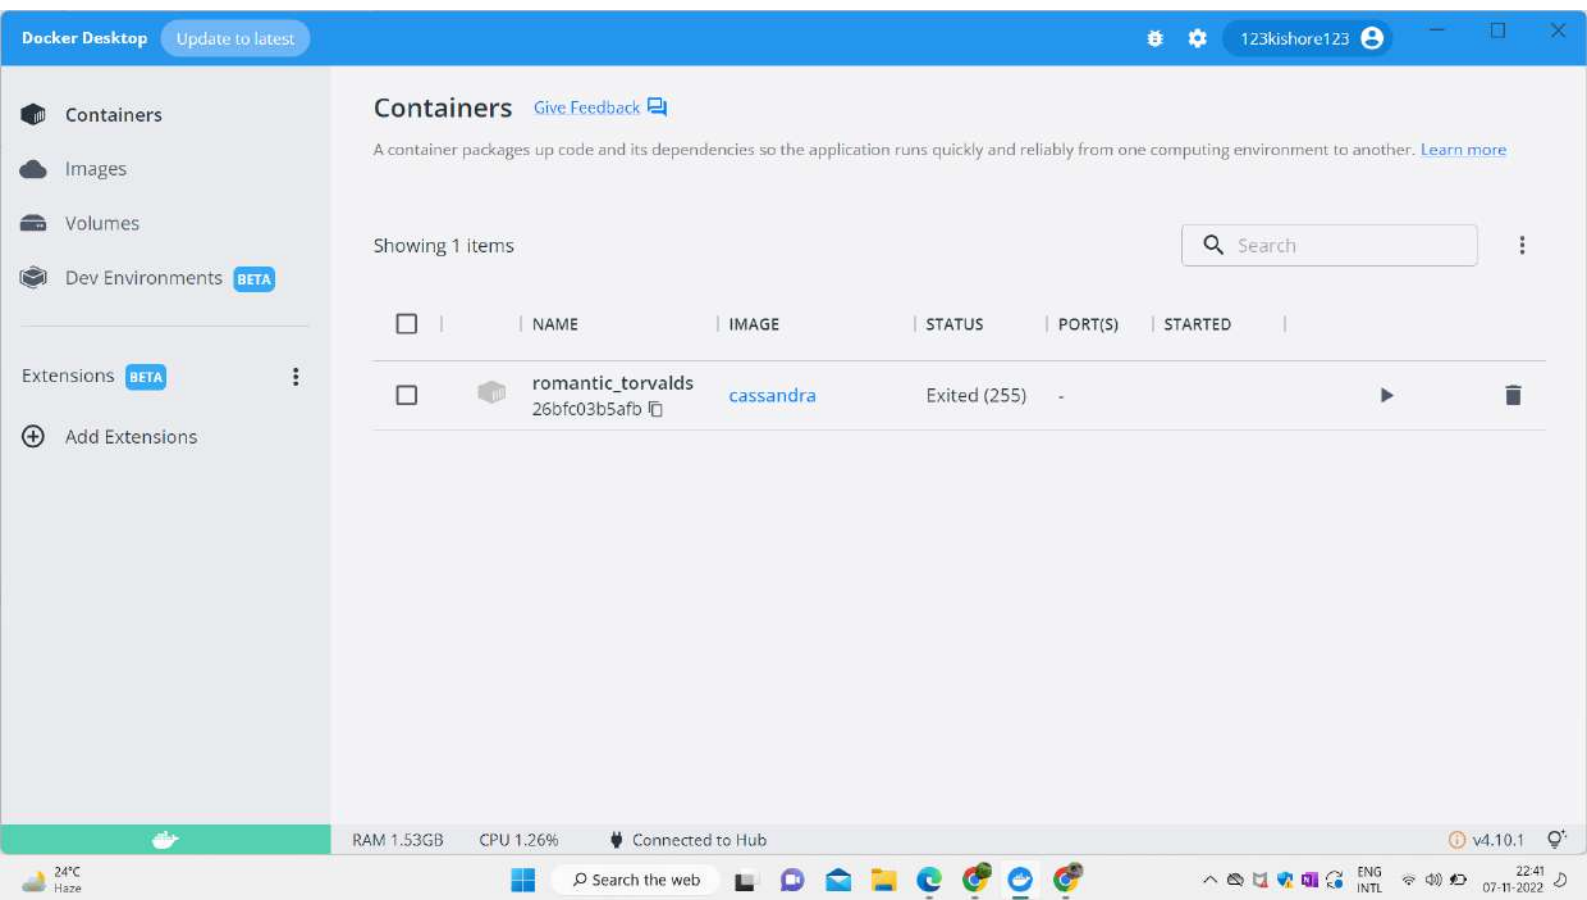 Docker Desktop Update to latest 123kishore123
Containers
Images
Volumes
Dev Environments BETA
Extensions BETA
Add Extensions
Containers Give Feedback
A container packages up code and its dependencies so the application runs quickly and reliably from one computing environment to another. Learn more
Showing 1 items
Search
NAME IMAGE STATUS PORT(S) STARTED
romantic_torvalds
26bfc03b5afb
cassandra Exited (255) -
RAM 1.53GB CPU 1.26% Connected to Hub v4.10.1
24°C
Haze
Search the web
ENG
INTL
22:41
07-11-2022